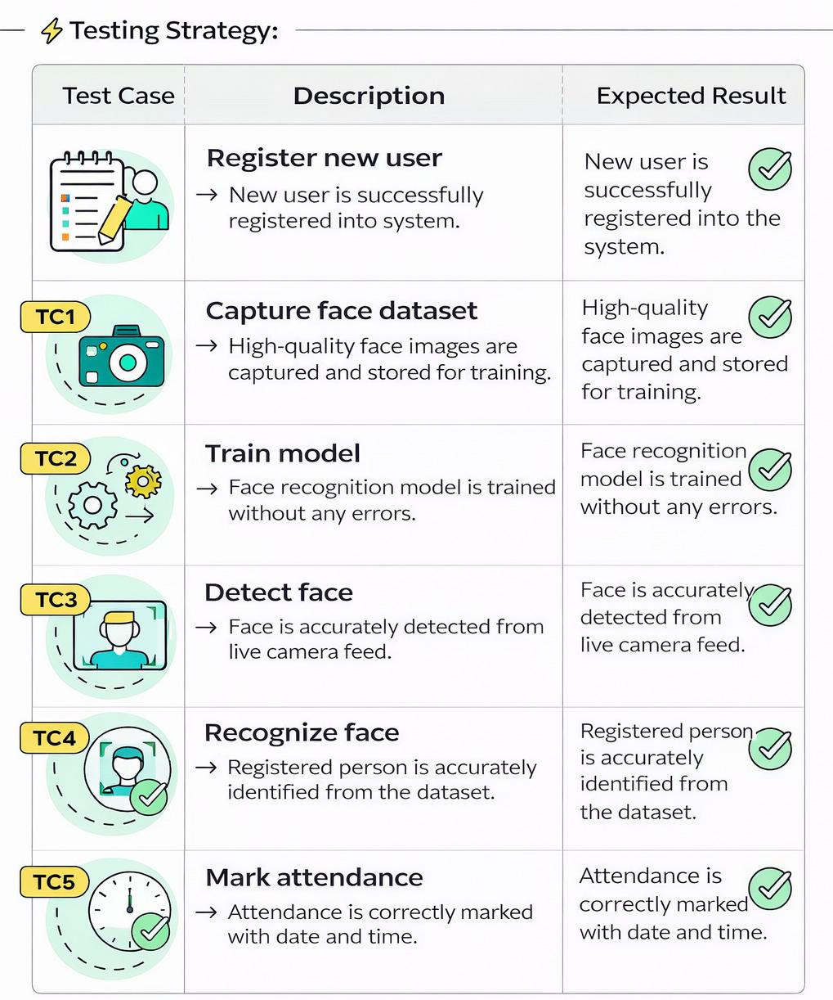 Testing Strategy:
Test Case
Description
Expected Result
Register new user
→ New user is successfully
registered into system.
New user is
successfully
registered into the
system.
TC1
Capture face dataset
→ High-quality face images are
captured and stored for training.
High-quality
face images are
captured and stored
for training.
TC2
Train model
→ Face recognition model is trained
without any errors.
Face recognition
model is trained
without any errors.
TC3
Detect face
→ Face is accurately detected from
live camera feed.
Face is accurately
detected from
live camera feed.
TC4
Recognize face
→ Registered person is accurately
identified from the dataset.
Registered person
is accurately
identified from
the dataset.
TC5
Mark attendance
→ Attendance is correctly marked
with date and time.
Attendance is
correctly marked
with date and time.